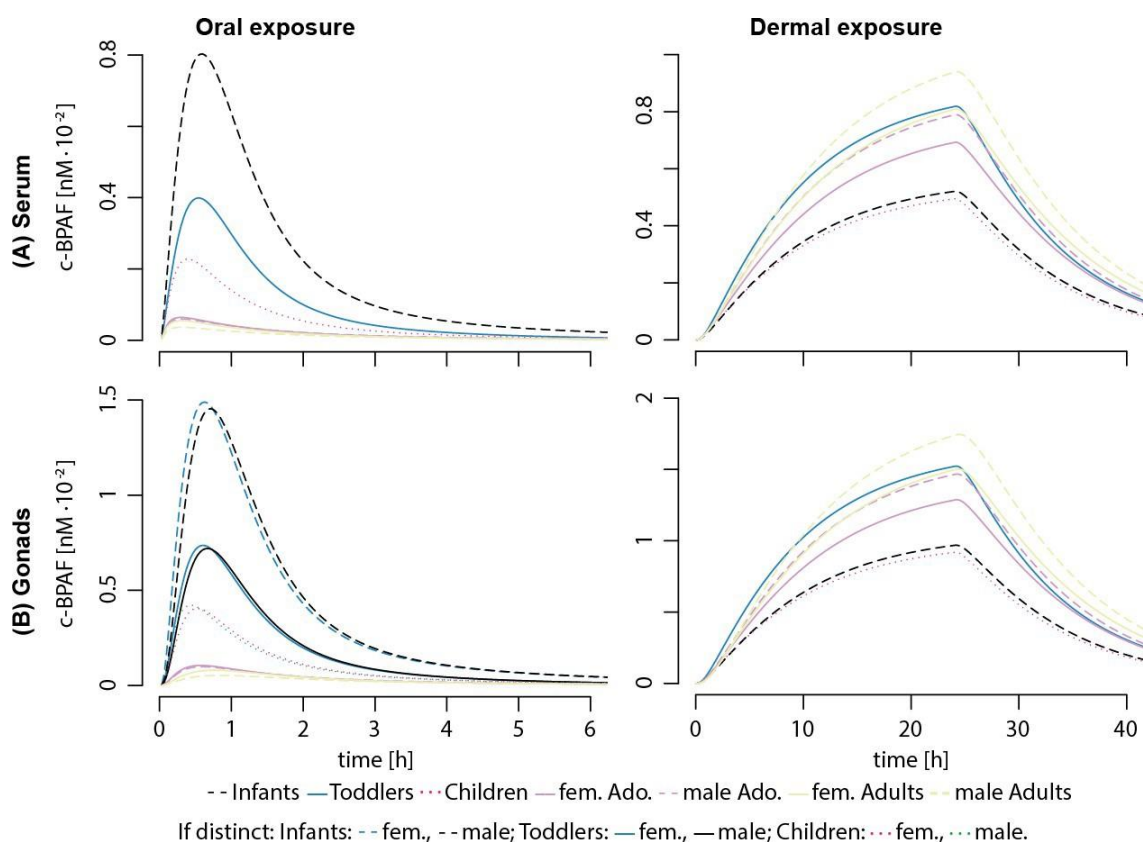 Oral exposure
Dermal exposure
(A) Serum
c-BPAF [nM·10⁻²]
0.8
0.4
0
0.8
0.4
0
(B) Gonads
c-BPAF [nM·10⁻²]
1.5
1
0.5
0
2
1
0
0 1 2 3 4 5 6
time [h]
0 10 20 30 40
time [h]
Infants Toddlers Children fem. Ado. male Ado. fem. Adults male Adults
If distinct: Infants: fem., male; Toddlers: fem., male; Children: fem., male.